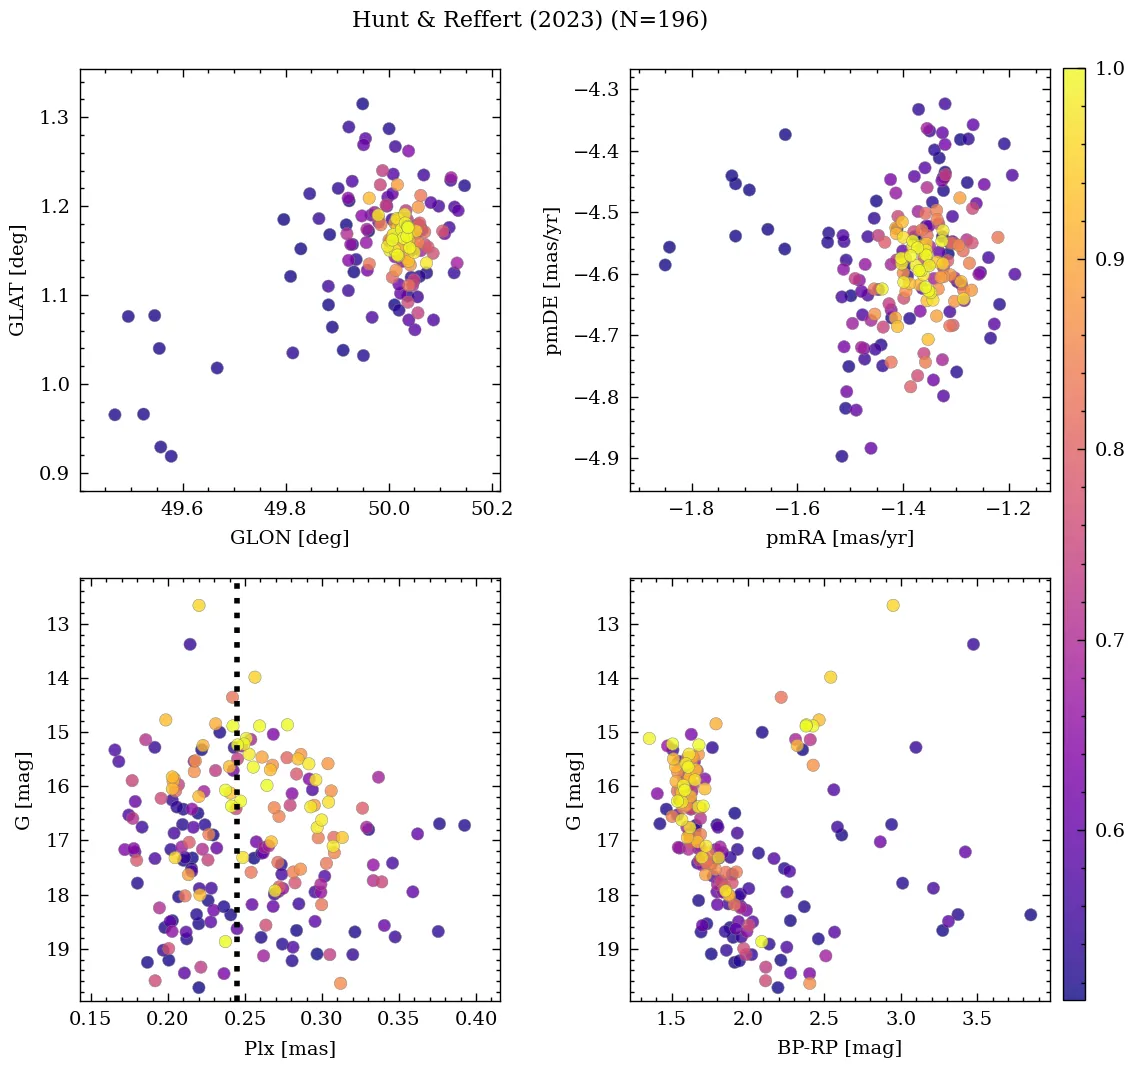 Hunt & Reffert (2023) (N=196)
1.3
1.2
1.1
1.0
0.9
GLAT [deg]
49.6 49.8 50.0 50.2
GLON [deg]
−4.3
−4.4
−4.5
−4.6
−4.7
−4.8
−4.9
pmDE [mas/yr]
−1.8 −1.6 −1.4 −1.2
pmRA [mas/yr]
1.0
0.9
0.8
0.7
0.6
13
14
15
16
17
18
19
G [mag]
0.15 0.20 0.25 0.30 0.35 0.40
Plx [mas]
13
14
15
16
17
18
19
G [mag]
1.5 2.0 2.5 3.0 3.5
BP-RP [mag]